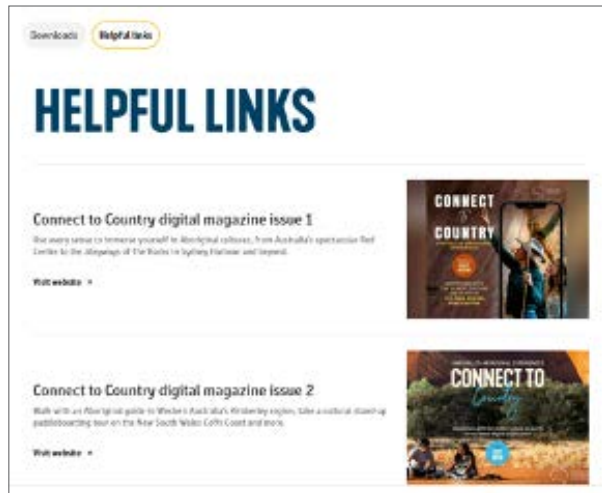 Downloads
Helpful links
HELPFUL LINKS
Connect to Country digital magazine issue 1
Use every sense to immerse yourself in Aboriginal cultures, from Australia's spectacular Red
Center to the alleyways of The Rocks in Sydney Harbour and beyond.
Visit website
CONNECT
COUNTRY
Connect to Country digital magazine issue 2
Walk with an Aboriginal guide in Western Australia's Kimberley region, take a cultural stand-up
paddleboarding tour on the New South Wales Coffs Coast and more.
Visit website
CONNECT TO
Country